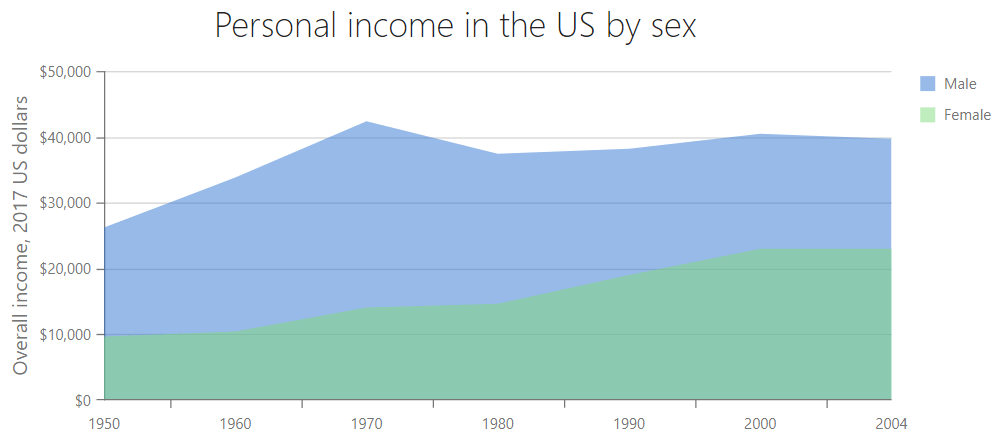 Personal income in the US by sex
Overall income, 2017 US dollars
$50,000
$40,000
$30,000
$20,000
$10,000
$0
1950 1960 1970 1980 1990 2000 2004
Male
Female